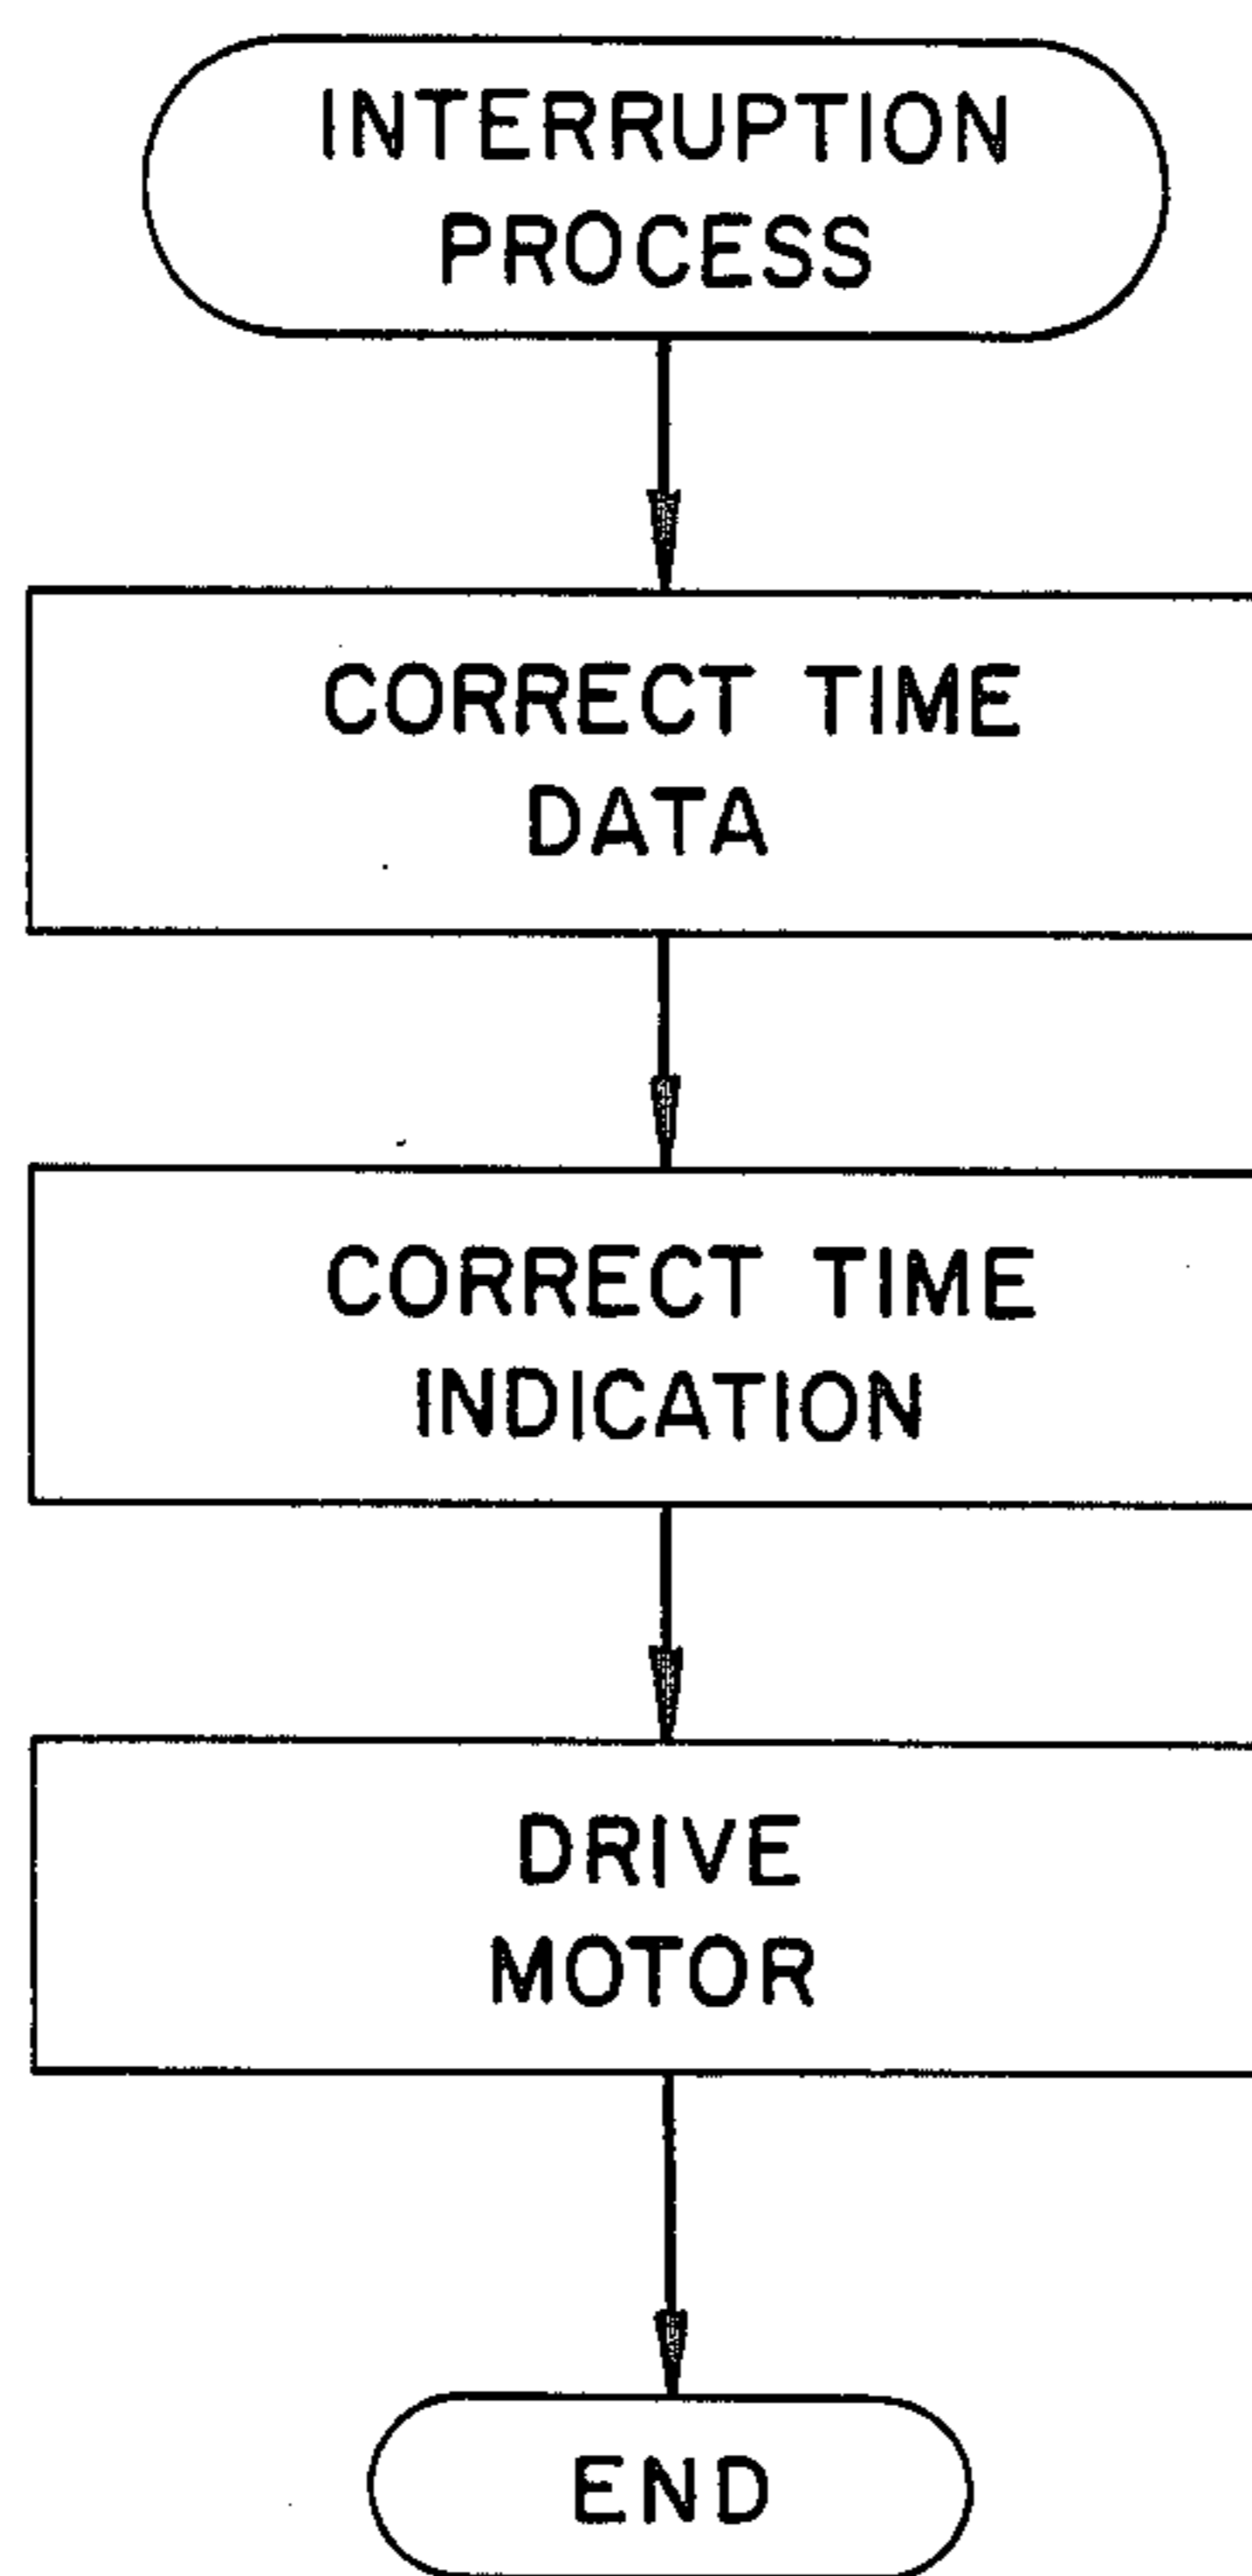 INTERRUPTION
PROCESS
CORRECT TIME
DATA
CORRECT TIME
INDICATION
DRIVE
MOTOR
END